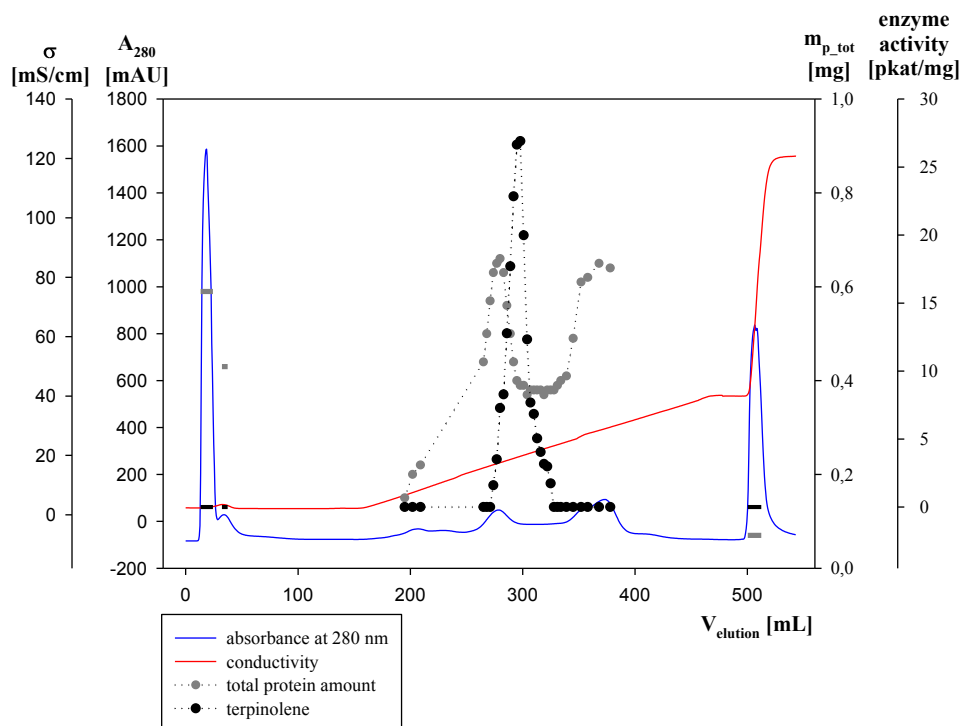 σ
[mS/cm]
A280
[mAU]
mp_tot
[mg]
enzyme
activity
[pkat/mg]
140
120
100
80
60
40
20
0
1800
1600
1400
1200
1000
800
600
400
200
0
-200
1,0
0,8
0,6
0,4
0,2
0,0
30
25
20
15
10
5
0
0
100
200
300
400
500
Velution [mL]
absorbance at 280 nm
conductivity
total protein amount
terpinolene